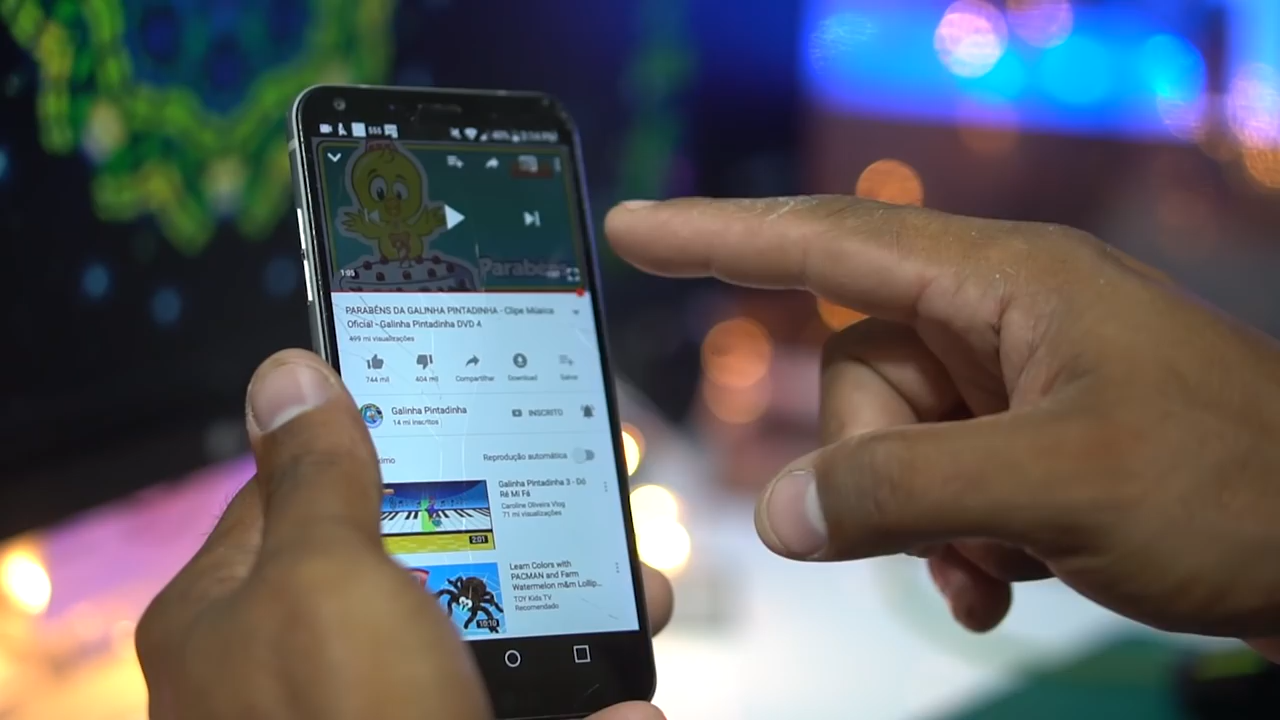 1:05
Parabéns
PARABÉNS DA GALINHA PINTADINHA - Clipe Música
Oficial - Galinha Pintadinha DVD 4
499 mi visualizações
744 mil
404 mil
Compartilhar
Download
Salvar
Galinha Pintadinha
14 mi inscritos
INSCRITO
Reprodução automática
Galinha Pintadinha 3 - Dó
Ré Mi Fá
Caroline Oliveira Vlog
71 mi visualizações
2:01
Learn Colors with
PACMAN and Farm
Watermelon m&m Lollip...
TOY Kids TV
Recomendado
10:10